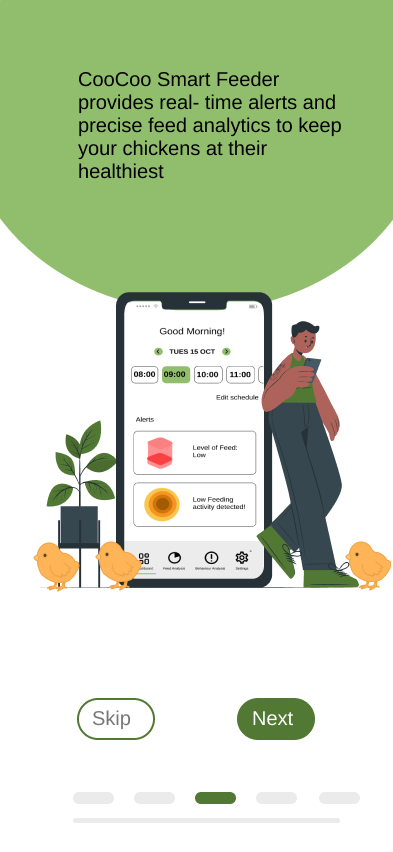 CooCoo Smart Feeder
provides real- time alerts and
precise feed analytics to keep
your chickens at their
healthiest
Good Morning!
TUES 15 OCT
08:00 09:00 10:00 11:00
Edit schedule
Alerts
Level of Feed:
Low
Low Feeding
activity detected!
Feed Analysis Behaviour Analysis Settings
Skip Next